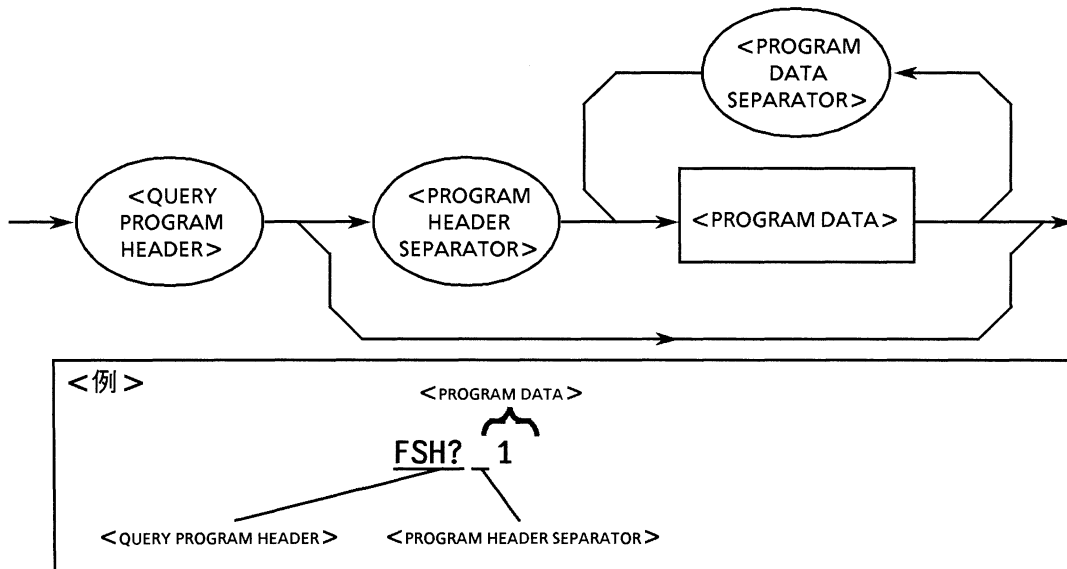 <PROGRAM
DATA
SEPARATOR>
<QUERY
PROGRAM
HEADER>
<PROGRAM
HEADER
SEPARATOR>
<PROGRAM DATA>
<例>
<PROGRAM DATA>
FSH? 1
<QUERY PROGRAM HEADER>
<PROGRAM HEADER SEPARATOR>